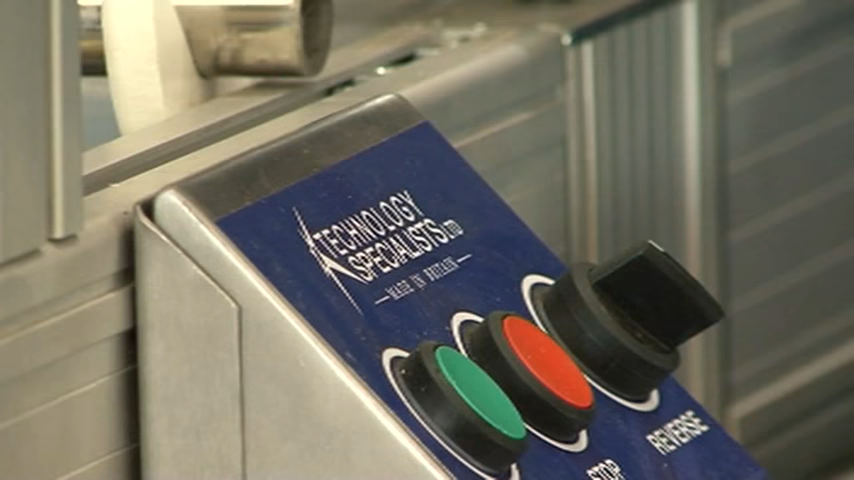 TECHNOLOGY
SPECIALISTS LTD
MADE IN BRITAIN
STOP
REVERSE